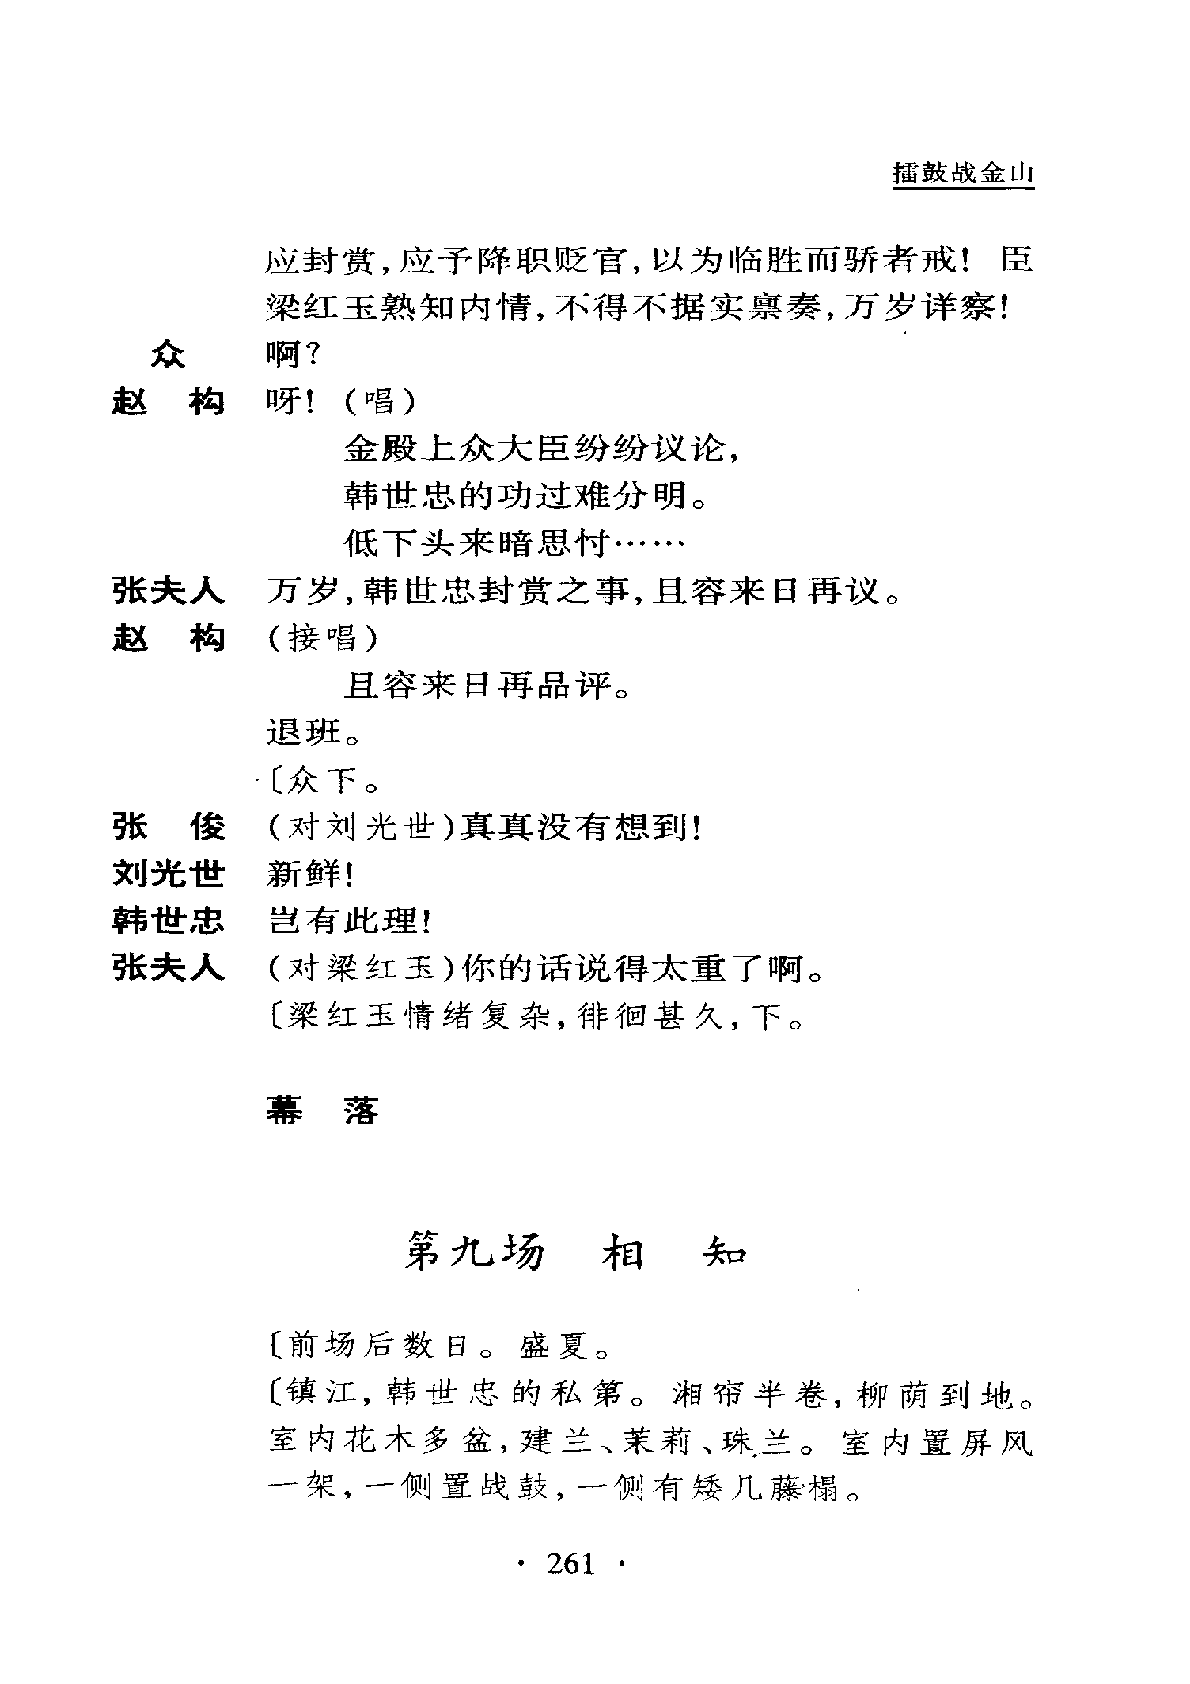 擂鼓战金山
应封赏，应予降职贬官，以为临胜而骄者戒！ 臣
梁红玉熟知内情，不得不据实禀奏，万岁详察！
众 啊？
赵 构 呀！（唱）
金殿上众大臣纷纷议论，
韩世忠的功过难分明。
低下头来暗思忖……
张夫人 万岁，韩世忠封赏之事，且容来日再议。
赵 构 （接唱）
且容来日再品评。
退班。
〔众下。
张 俊 （对刘光世）真真没有想到！
刘光世 新鲜！
韩世忠 岂有此理！
张夫人 （对梁红玉）你的话说得太重了啊。
〔梁红玉情绪复杂，徘徊甚久，下。
幕 落
第九场 相 知
〔前场后数日。盛夏。
〔镇江，韩世忠的私第。湘帘半卷，柳荫到地。
室内花木多盆，建兰、茉莉、珠兰。室内置屏风
一架，一侧置战鼓，一侧有矮几藤榻。
· 261 ·